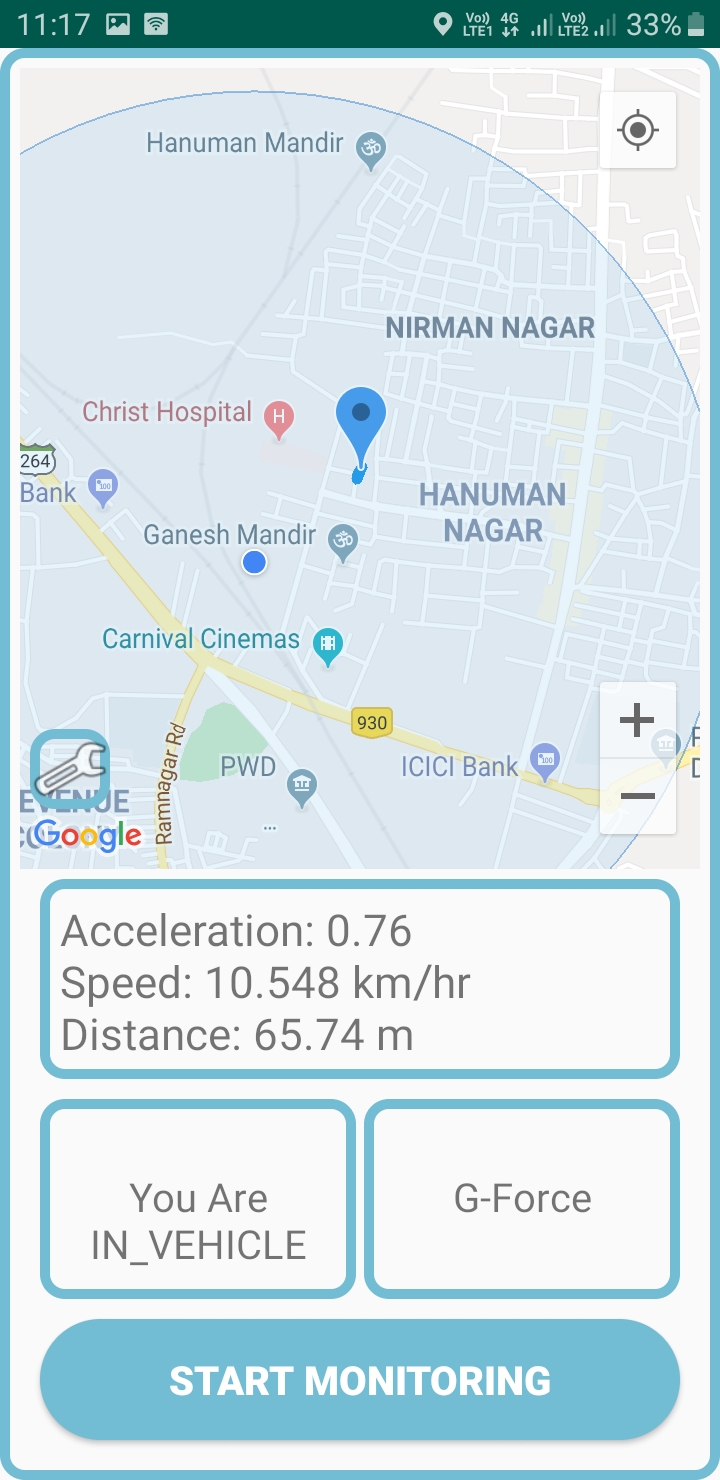 11:17
Vo)) 4G Vo))
LTE1 LTE2 33%
Hanuman Mandir
NIRMAN NAGAR
Christ Hospital
H
264
Bank
HANUMAN
NAGAR
Ganesh Mandir
Carnival Cinemas
930
Ramnagar Rd
PWD
ICICI Bank
...
EVENUE
Google
Acceleration: 0.76
Speed: 10.548 km/hr
Distance: 65.74 m
You Are
IN_VEHICLE
G-Force
START MONITORING